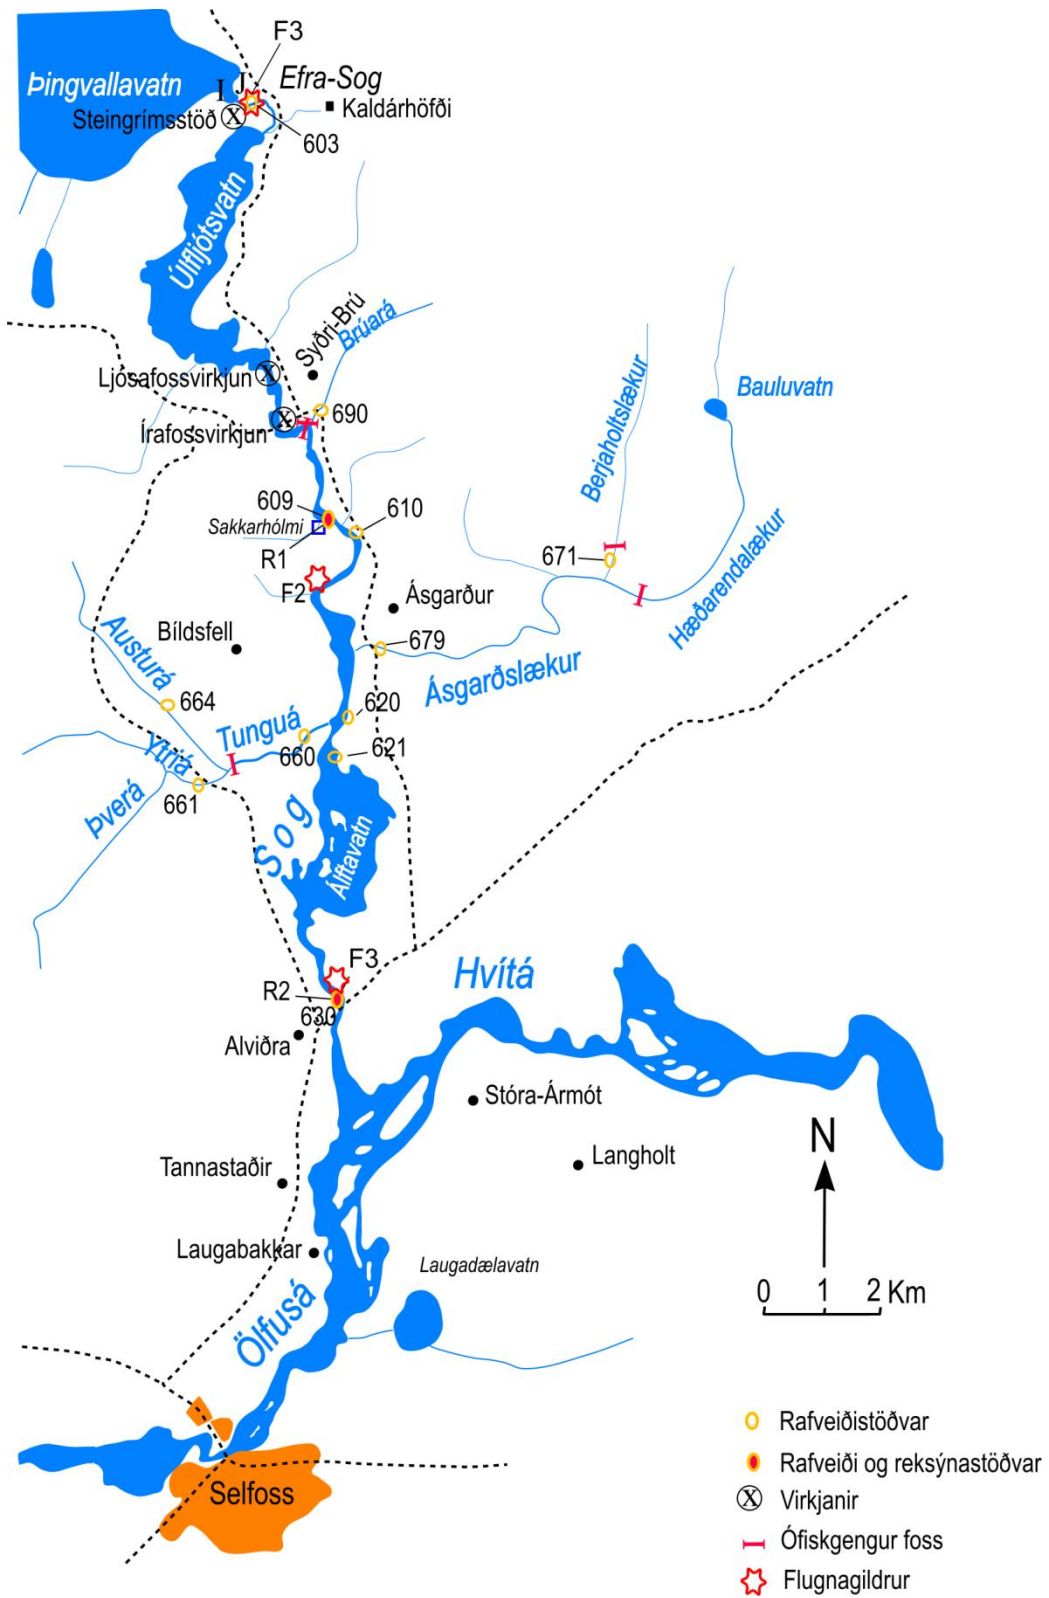 F3
Efra-Sog
Þingvallavatn
I
J
Kaldárhöfði
Steingrímsstöð
X
603
Úlfljótsvatn
Syðri-Brú
Brúará
Ljósafossvirkjun
X
Bauluvatn
Berjaholtslækur
690
Írafossvirkjun
X
609
610
Sakkarhólmi
R1
671
F2
Ásgarður
Hæðarendalækur
Bíldsfell
679
Austurá
Ásgarðslækur
664
620
Tunguá
Ytriá
660
621
661
Þverá
Sog
Álftavatn
F3
Hvítá
R2
630
Alviðra
Stóra-Ármót
N
Langholt
Tannastaðir
Laugabakkar
Laugadælavatn
0 1 2 Km
Ölfusá
Selfoss
Rafveiðistöðvar
Rafveiði og reksýnastöðvar
X Virkjanir
Ófiskgengur foss
Flugnagildrur